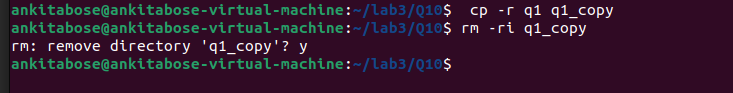 ankitabose@ankitabose-virtual-machine:~/lab3/Q10$  cp -r q1 q1_copy
ankitabose@ankitabose-virtual-machine:~/lab3/Q10$ rm -ri q1_copy
rm: remove directory 'q1_copy'? y
ankitabose@ankitabose-virtual-machine:~/lab3/Q10$